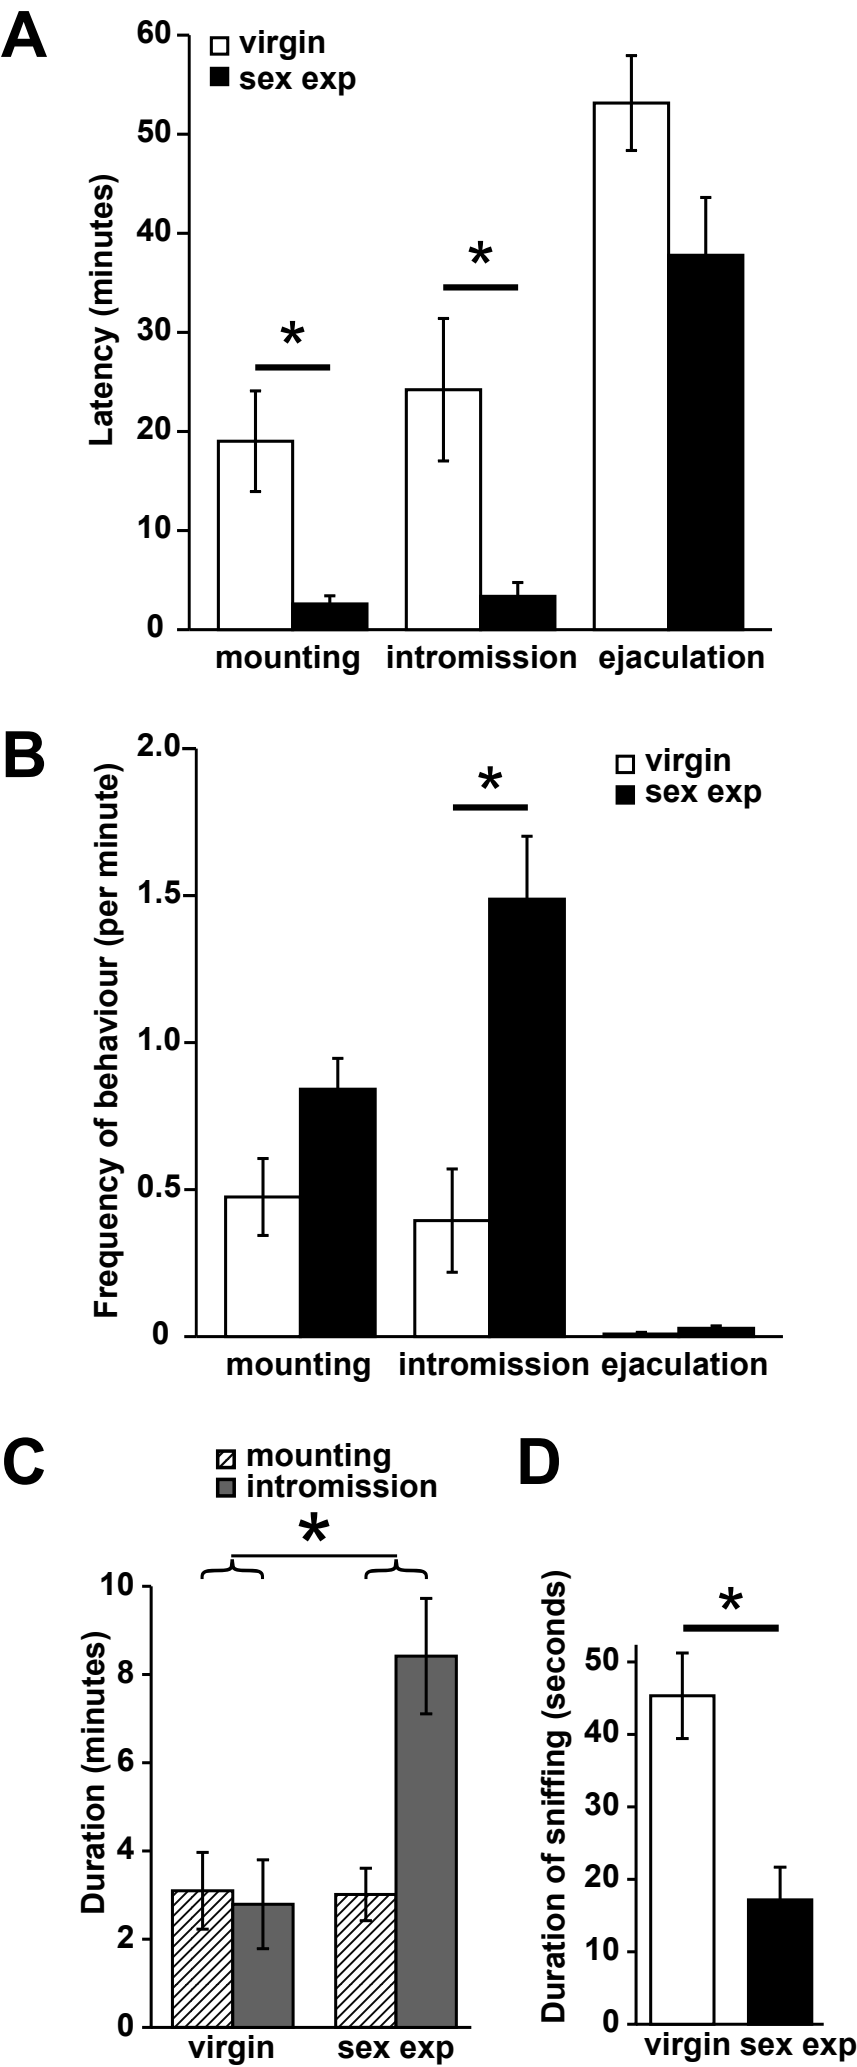 A
virgin
sex exp
Latency (minutes)
60
50
40
30
20
10
0
*
*
mounting intromission ejaculation
B
virgin
sex exp
Frequency of behaviour (per minute)
2.0
1.5
1.0
0.5
0
*
mounting intromission ejaculation
C
mounting
intromission
*
Duration (minutes)
10
8
6
4
2
0
virgin sex exp
D
Duration of sniffing (seconds)
50
40
30
20
10
0
*
virgin sex exp